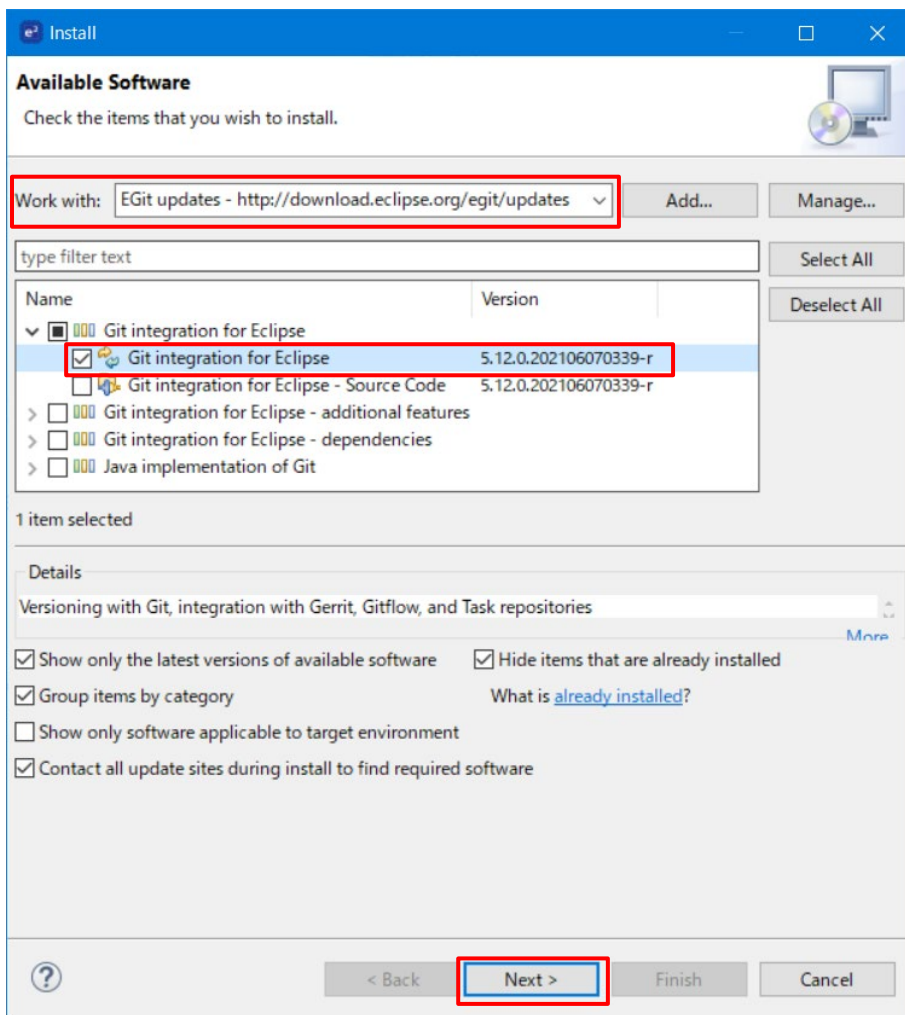 e² Install
Available Software
Check the items that you wish to install.
Work with: EGit updates - http://download.eclipse.org/egit/updates Add... Manage...
type filter text Select All
Name Version Deselect All
Git integration for Eclipse
Git integration for Eclipse 5.12.0.202106070339-r
Git integration for Eclipse - Source Code 5.12.0.202106070339-r
Git integration for Eclipse - additional features
Git integration for Eclipse - dependencies
Java implementation of Git
1 item selected
Details
Versioning with Git, integration with Gerrit, Gitflow, and Task repositories
More
Show only the latest versions of available software Hide items that are already installed
Group items by category What is already installed?
Show only software applicable to target environment
Contact all update sites during install to find required software
? < Back Next > Finish Cancel